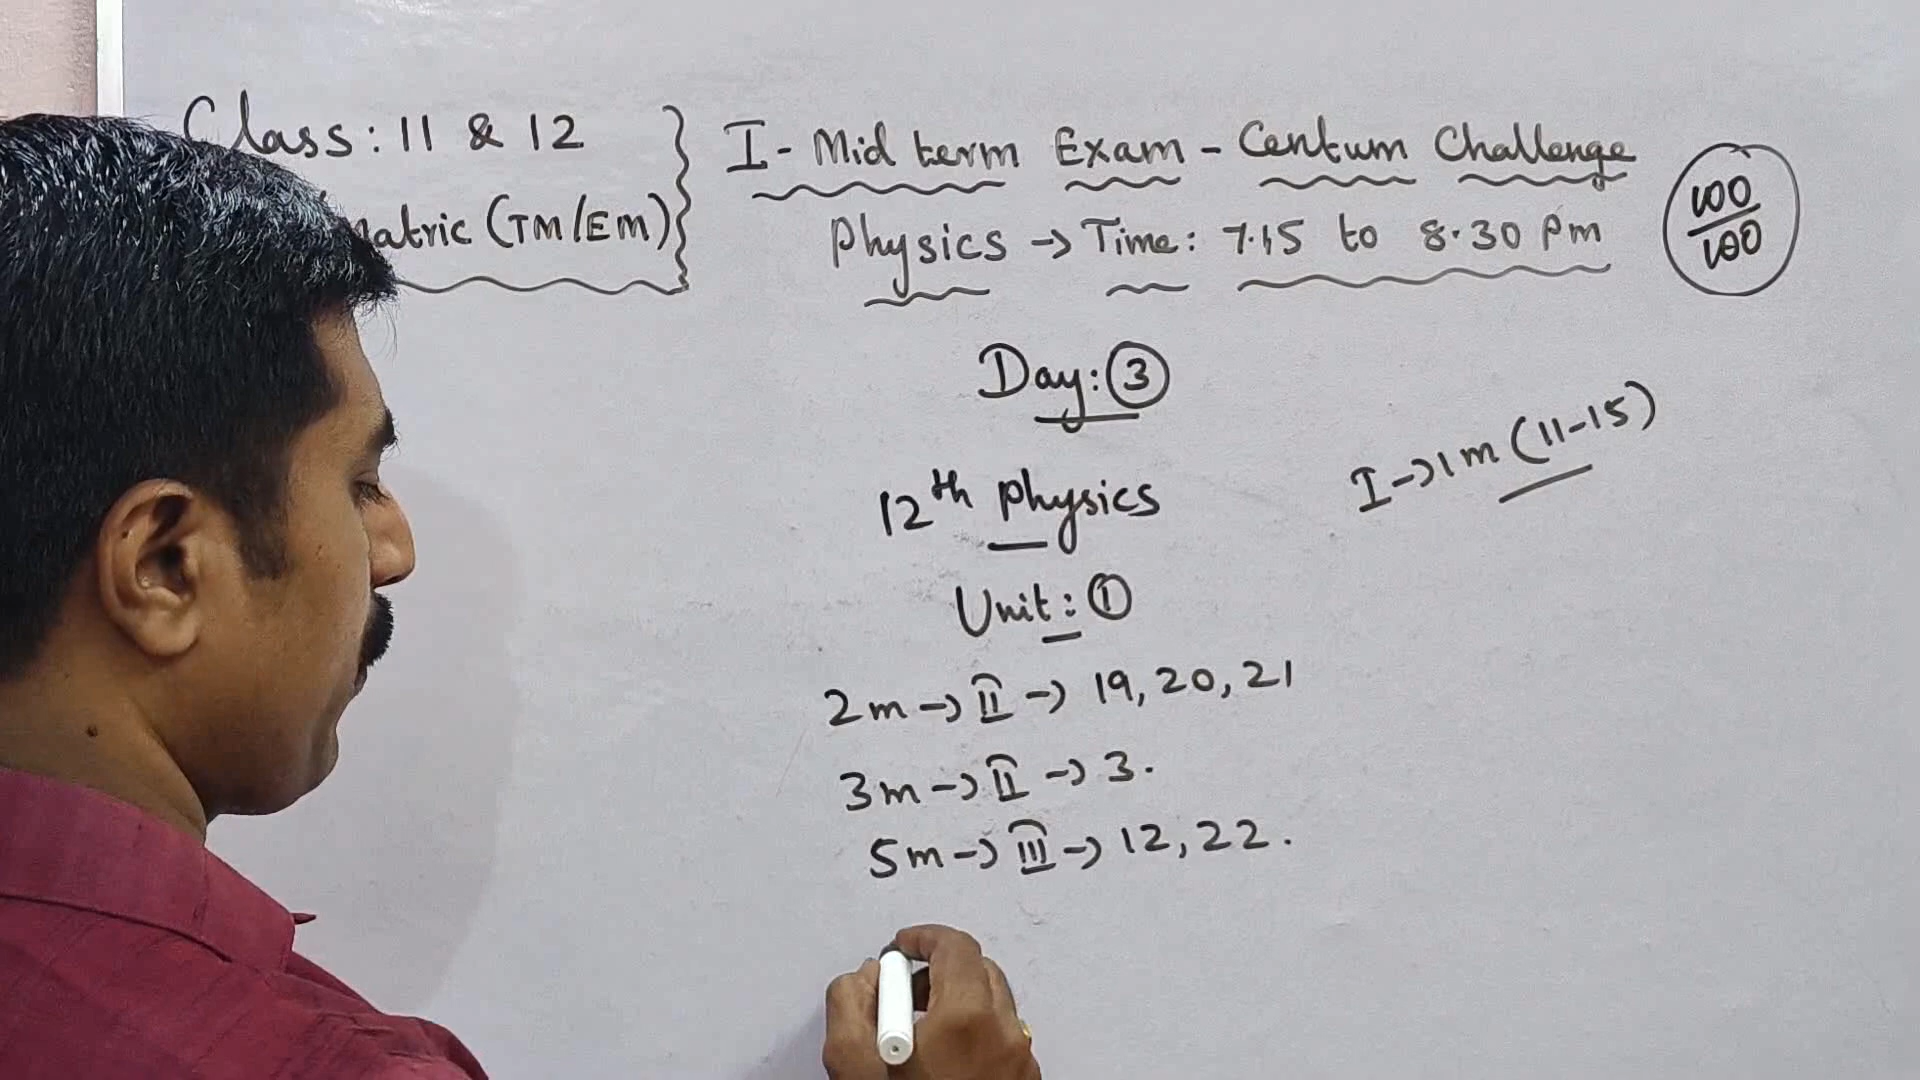 Class: 11 & 12
(TM/EM)
I - Mid term Exam - Centum Challenge
Physics → Time: 7.15 to 8.30 Pm
100/100
Day: 3
12th Physics
I → 1m (11-15)
Unit: 1
2m → II → 19, 20, 21
3m → II → 3.
5m → III → 12, 22.